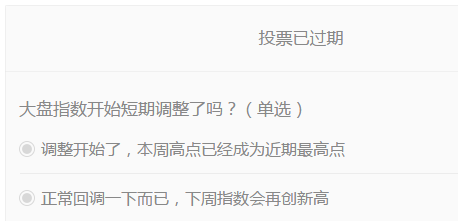 投票已过期
大盘指数开始短期调整了吗？（单选）
调整开始了，本周高点已经成为近期最高点
正常回调一下而已，下周指数会再创新高